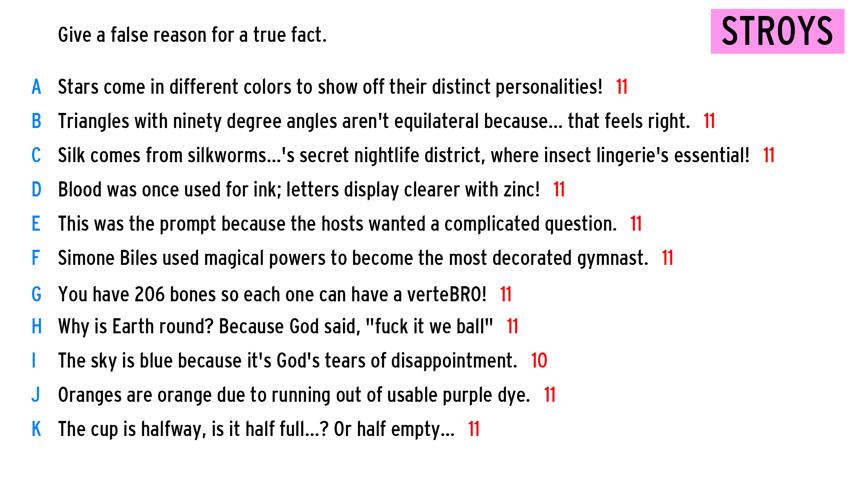 Give a false reason for a true fact.
STROYS
A Stars come in different colors to show off their distinct personalities! 11
B Triangles with ninety degree angles aren't equilateral because... that feels right. 11
C Silk comes from silkworms...'s secret nightlife district, where insect lingerie's essential! 11
D Blood was once used for ink; letters display clearer with zinc! 11
E This was the prompt because the hosts wanted a complicated question. 11
F Simone Biles used magical powers to become the most decorated gymnast. 11
G You have 206 bones so each one can have a verteBRO! 11
H Why is Earth round? Because God said, "fuck it we ball" 11
I The sky is blue because it's God's tears of disappointment. 10
J Oranges are orange due to running out of usable purple dye. 11
K The cup is halfway, is it half full...? Or half empty... 11